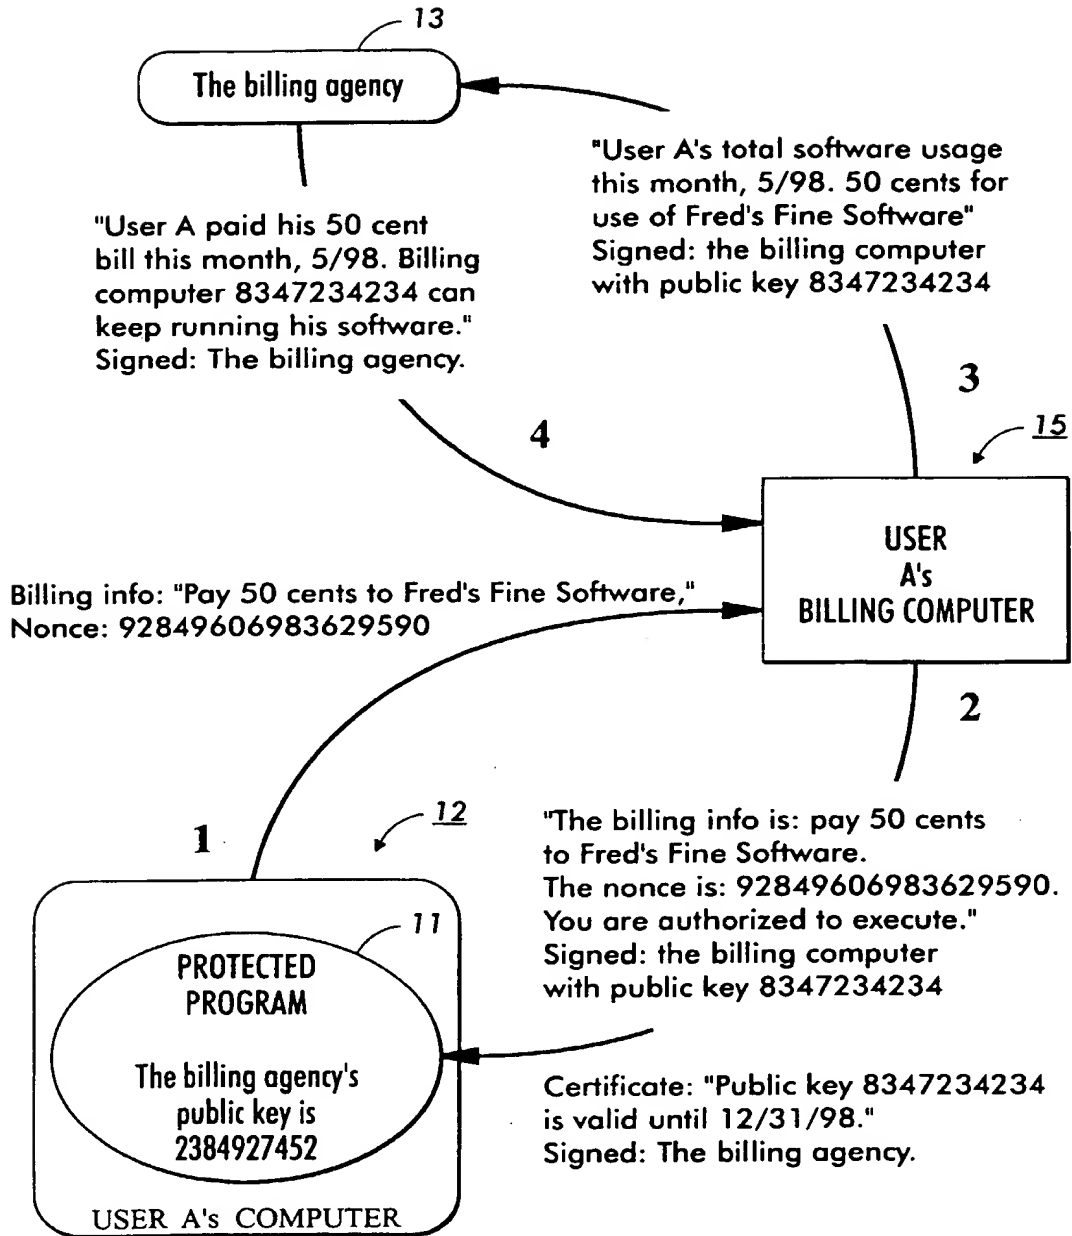 13
The billing agency
"User A's total software usage
this month, 5/98. 50 cents for
use of Fred's Fine Software"
Signed: the billing computer
with public key 8347234234
"User A paid his 50 cent
bill this month, 5/98. Billing
computer 8347234234 can
keep running his software."
Signed: The billing agency.
3
4
15
USER
A's
BILLING COMPUTER
Billing info: "Pay 50 cents to Fred's Fine Software,"
Nonce: 92849606983629590
2
1
12
"The billing info is: pay 50 cents
to Fred's Fine Software.
The nonce is: 92849606983629590.
You are authorized to execute."
Signed: the billing computer
with public key 8347234234
11
PROTECTED
PROGRAM
The billing agency's
public key is
2384927452
Certificate: "Public key 8347234234
is valid until 12/31/98."
Signed: The billing agency.
USER A's COMPUTER